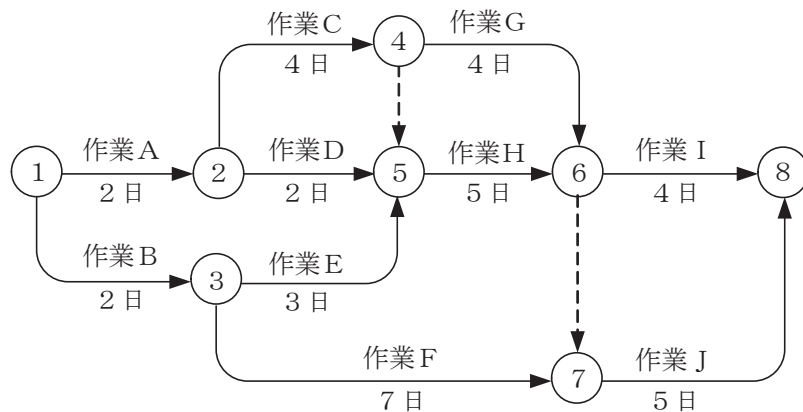 作業C
4日
④
作業G
4日
①
作業A
2日
②
作業D
2日
⑤
作業H
5日
⑥
作業I
4日
⑧
作業B
2日
③
作業E
3日
作業F
7日
⑦
作業J
5日